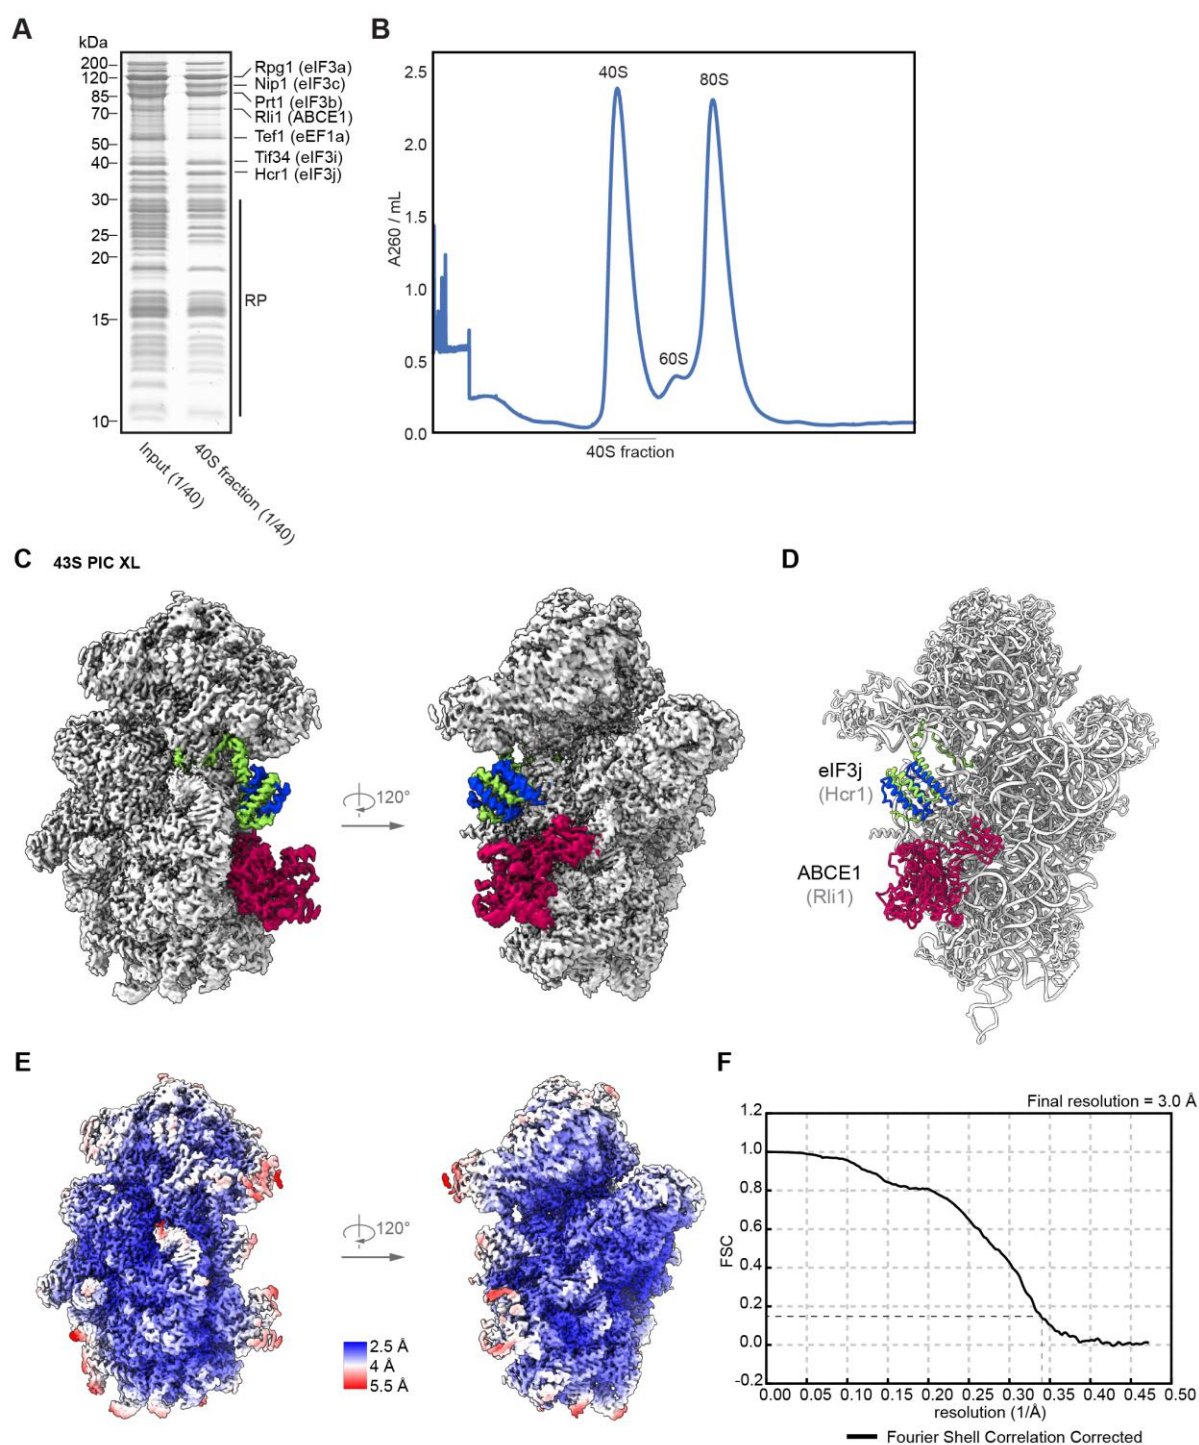 A
kDa
200
120
85
70
50
40
30
25
20
15
10
Rpg1 (eIF3a)
Nip1 (eIF3c)
Prt1 (eIF3b)
Rli1 (ABCE1)
Tef1 (eEF1a)
Tif34 (eIF3i)
Hcr1 (eIF3j)
RP
Input (1/40)
40S fraction (1/40)
B
A260 / mL
2.5
2.0
1.5
1.0
0.5
0.0
40S
60S
80S
40S fraction
C 43S PIC XL
120°
D
eIF3j
(Hcr1)
ABCE1
(Rli1)
E
120°
2.5 Å
4 Å
5.5 Å
F
Final resolution = 3.0 Å
FSC
1.2
1.0
0.8
0.6
0.4
0.2
0.0
-0.2
0.00 0.05 0.10 0.15 0.20 0.25 0.30 0.35 0.40 0.45 0.50
resolution (1/Å)
Fourier Shell Correlation Corrected